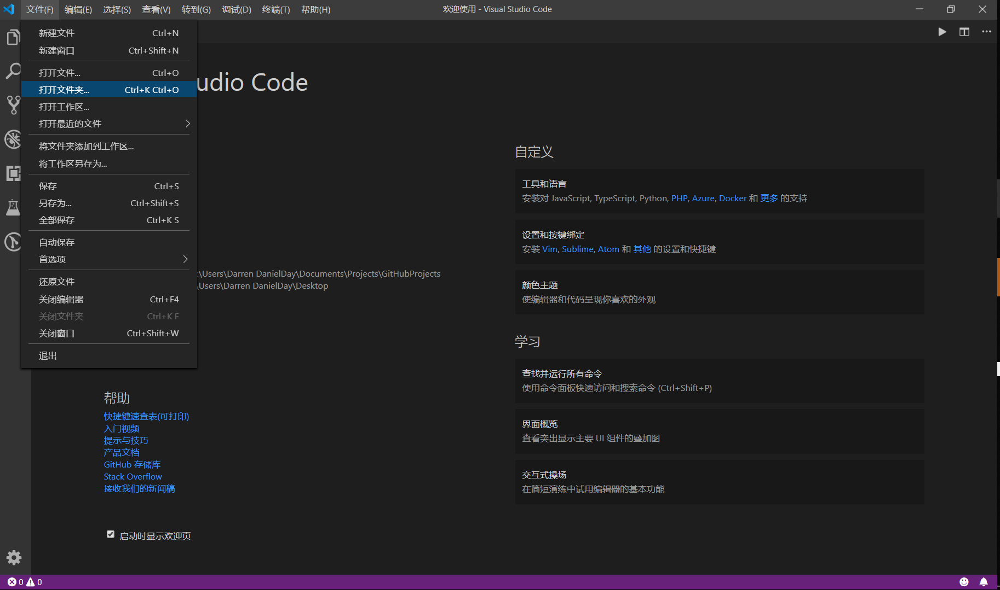 文件(F) 编辑(E) 选择(S) 查看(V) 转到(G) 调试(D) 终端(T) 帮助(H) 欢迎使用 - Visual Studio Code
新建文件 Ctrl+N
新建窗口 Ctrl+Shift+N
打开文件... Ctrl+O
打开文件夹... Ctrl+K Ctrl+O
打开工作区...
打开最近的文件
将文件夹添加到工作区...
将工作区另存为...
保存 Ctrl+S
另存为... Ctrl+Shift+S
全部保存 Ctrl+K S
自动保存
首选项
还原文件
关闭编辑器 Ctrl+F4
关闭文件夹 Ctrl+K F
关闭窗口 Ctrl+Shift+W
退出
udio Code
:\Users\Darren DanielDay\Documents\Projects\GitHubProjects
\Users\Darren DanielDay\Desktop
帮助
快捷键速查表(可打印)
入门视频
提示与技巧
产品文档
GitHub 存储库
Stack Overflow
接收我们的新闻稿
启动时显示欢迎页
自定义
工具和语言
安装对 JavaScript, TypeScript, Python, PHP, Azure, Docker 和 更多 的支持
设置和按键绑定
安装 Vim, Sublime, Atom 和 其他 的设置和快捷键
颜色主题
使编辑器和代码呈现你喜欢的外观
学习
查找并运行所有命令
使用命令面板快速访问和搜索命令 (Ctrl+Shift+P)
界面概览
查看突出显示主要 UI 组件的叠加图
交互式操场
在简短演练中试用编辑器的基本功能
0 0